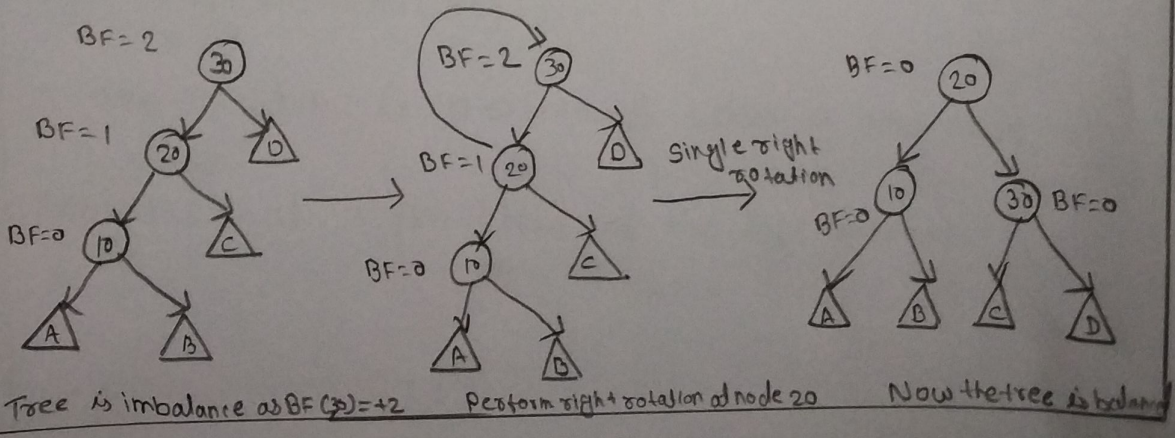 BF=2
30
BF=1
20
D
BF=0
10
C
A
B
BF=2
30
BF=1
20
D
BF=0
10
C
A
B
Single right
rotation
BF=0
20
10
30
BF=0
BF=0
A
B
C
D
Tree is imbalance as BF(30)=+2
Perform right rotation at node 20
Now the tree is balanced